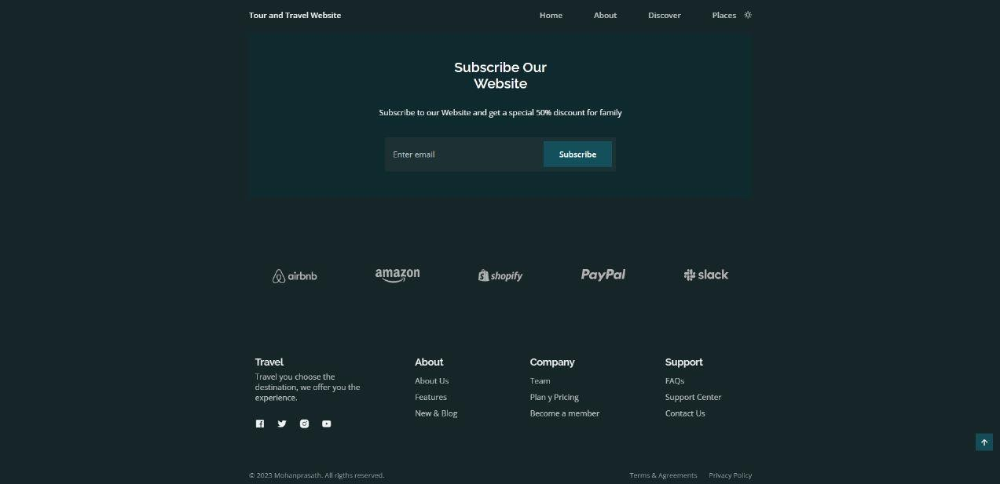 Tour and Travel Website
Home About Discover Places
Subscribe Our
Website
Subscribe to our Website and get a special 50% discount for family
Enter email Subscribe
airbnb amazon shopify PayPal slack
Travel
Travel you choose the
destination, we offer you the
experience.
About
About Us
Features
New & Blog
Company
Team
Plan y Pricing
Become a member
Support
FAQs
Support Center
Contact Us
© 2023 Mohanprasath. All rigths reserved.
Terms & Agreements Privacy Policy